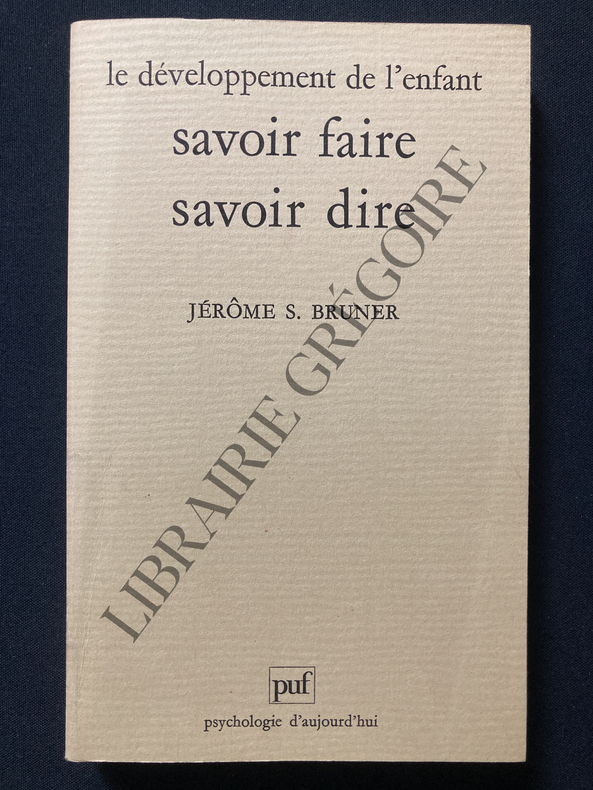 le développement de l'enfant
savoir faire
savoir dire
JÉRÔME S. BRUNER
LIBRAIRIE GRÉGOIRE
puf
psychologie d'aujourd'hui